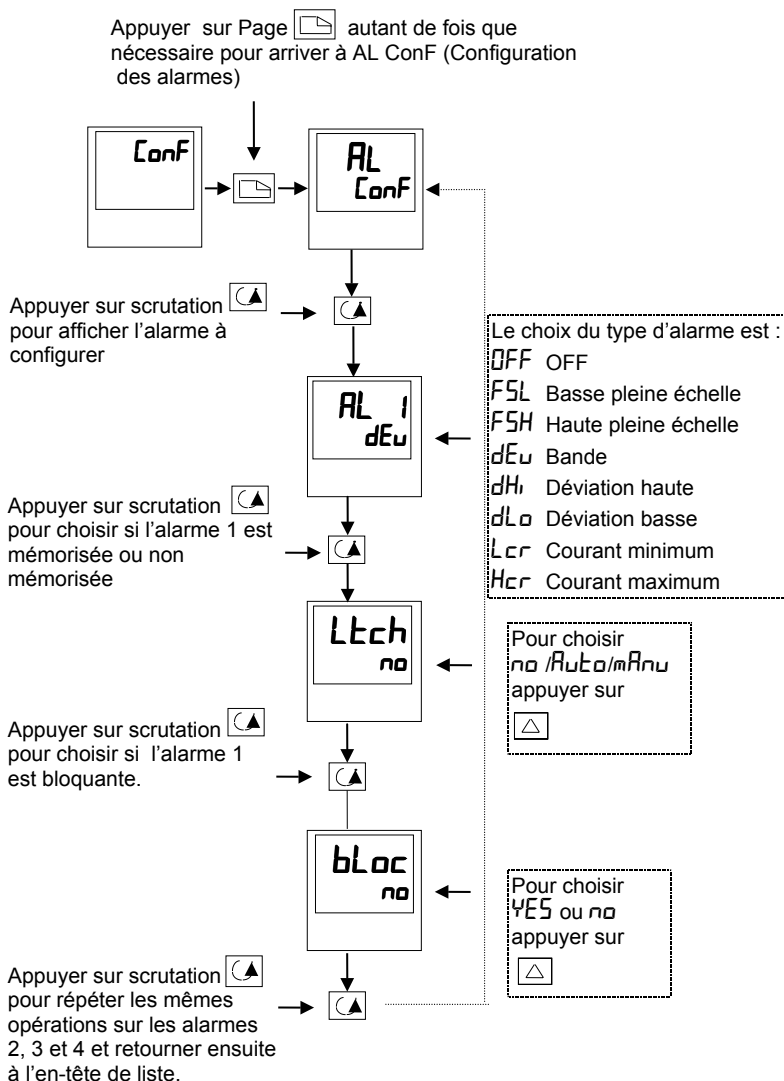 Appuyer sur Page autant de fois que
nécessaire pour arriver à AL ConF (Configuration
des alarmes)
ConF
AL
ConF
Appuyer sur scrutation
pour afficher l'alarme à
configurer
AL 1
dEv
Le choix du type d'alarme est :
OFF OFF
FSL Basse pleine échelle
FSH Haute pleine échelle
dEv Bande
dHi Déviation haute
dLo Déviation basse
Lcr Courant minimum
Hcr Courant maximum
Appuyer sur scrutation
pour choisir si l'alarme 1 est
mémorisée ou non
mémorisée
Ltch
no
Pour choisir
no /Auto/mAnu
appuyer sur
Appuyer sur scrutation
pour choisir si l'alarme 1
est bloquante.
bLoc
no
Pour choisir
YES ou no
appuyer sur
Appuyer sur scrutation
pour répéter les mêmes
opérations sur les alarmes
2, 3 et 4 et retourner ensuite
à l'en-tête de liste.